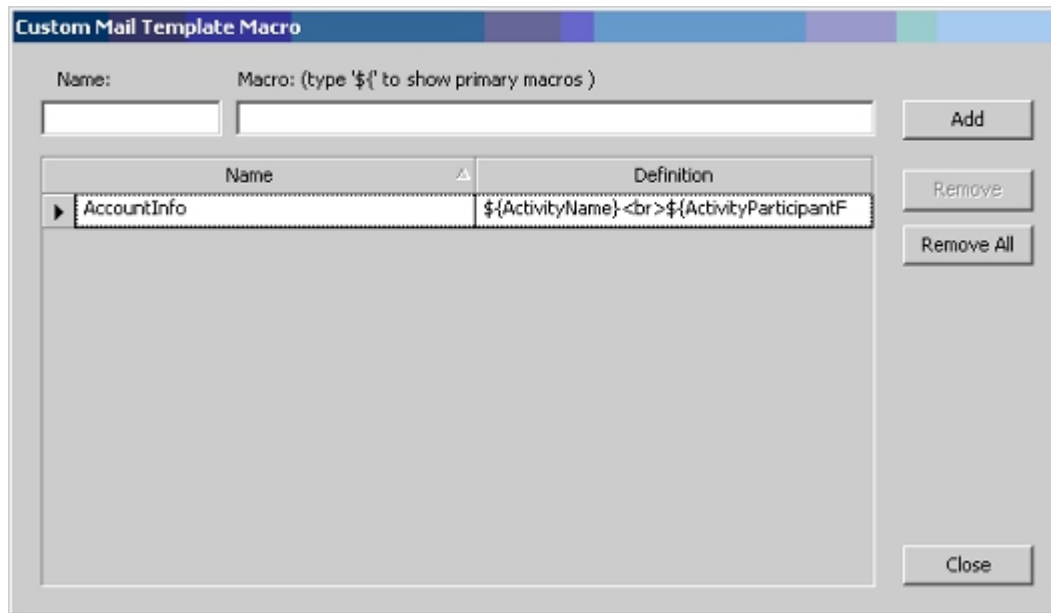 Custom Mail Template Macro
Name: Macro: (type '${' to show primary macros )
Add
Name Definition
Remove
AccountInfo ${ActivityName}<br>${ActivityParticipantF
Remove All
Close